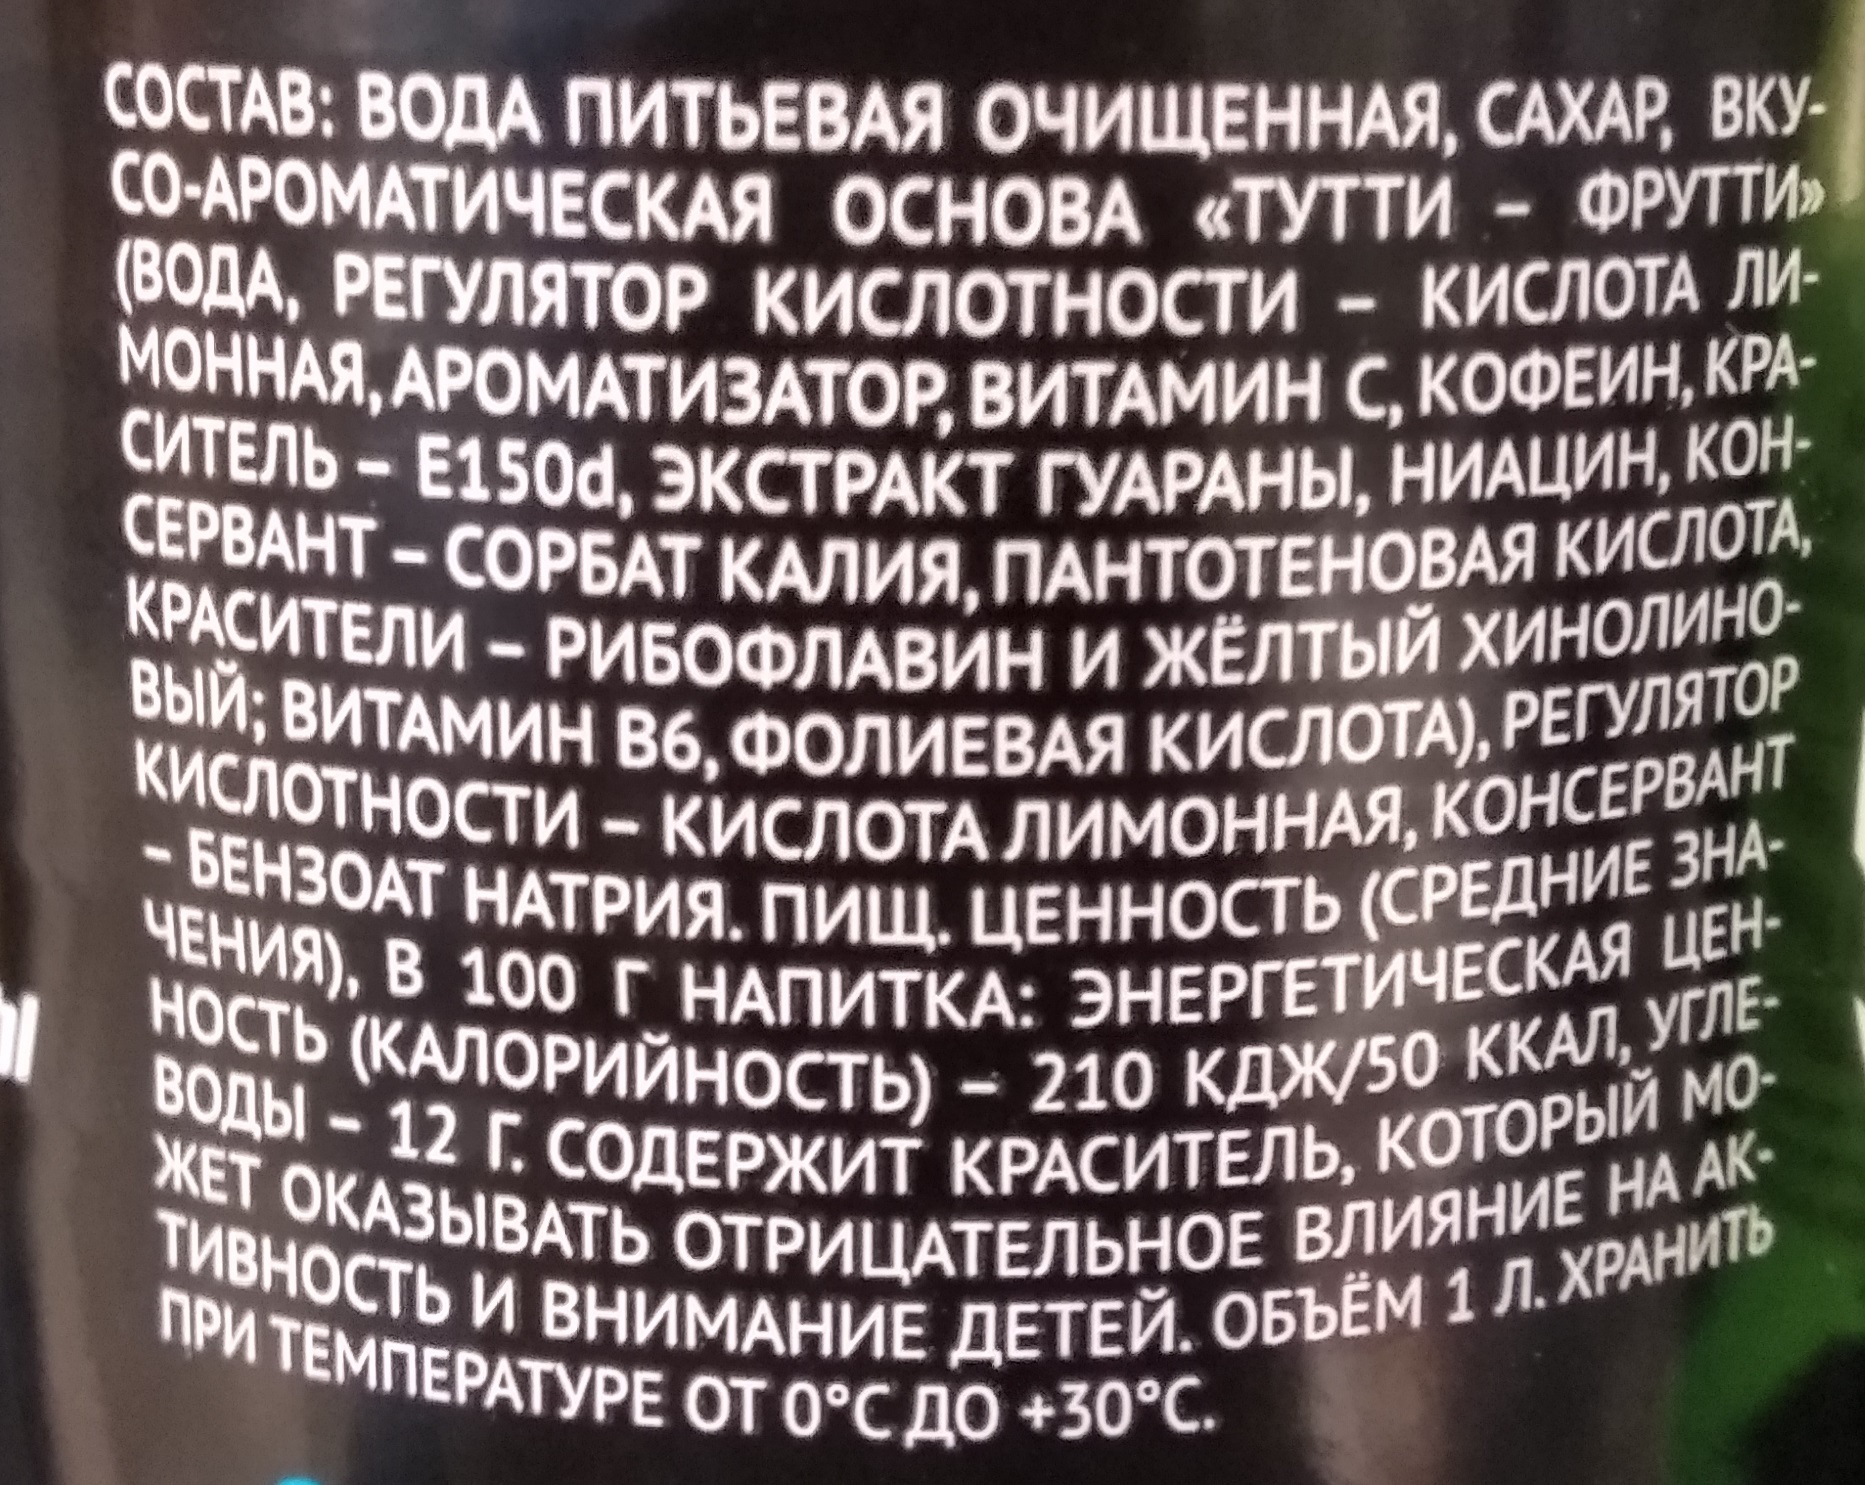 СОСТАВ: ВОДА ПИТЬЕВАЯ ОЧИЩЕННАЯ, САХАР, ВКУ-
СО-АРОМАТИЧЕСКАЯ ОСНОВА «ТУТТИ – ФРУТТИ»
(ВОДА, РЕГУЛЯТОР КИСЛОТНОСТИ – КИСЛОТА ЛИ-
МОННАЯ, АРОМАТИЗАТОР, ВИТАМИН С, КОФЕИН, КРА-
СИТЕЛЬ – Е150d, ЭКСТРАКТ ГУАРАНЫ, НИАЦИН, КОН-
СЕРВАНТ – СОРБАТ КАЛИЯ, ПАНТОТЕНОВАЯ КИСЛОТА,
КРАСИТЕЛИ – РИБОФЛАВИН И ЖЁЛТЫЙ ХИНОЛИНО-
ВЫЙ; ВИТАМИН В6, ФОЛИЕВАЯ КИСЛОТА), РЕГУЛЯТОР
КИСЛОТНОСТИ – КИСЛОТА ЛИМОННАЯ, КОНСЕРВАНТ
– БЕНЗОАТ НАТРИЯ. ПИЩ. ЦЕННОСТЬ (СРЕДНИЕ ЗНА-
ЧЕНИЯ), В 100 Г НАПИТКА: ЭНЕРГЕТИЧЕСКАЯ ЦЕН-
НОСТЬ (КАЛОРИЙНОСТЬ) – 210 КДЖ/50 ККАЛ, УГЛЕ-
ВОДЫ – 12 Г. СОДЕРЖИТ КРАСИТЕЛЬ, КОТОРЫЙ МО-
ЖЕТ ОКАЗЫВАТЬ ОТРИЦАТЕЛЬНОЕ ВЛИЯНИЕ НА АК-
ТИВНОСТЬ И ВНИМАНИЕ ДЕТЕЙ. ОБЪЁМ 1 Л. ХРАНИТЬ
ПРИ ТЕМПЕРАТУРЕ ОТ 0°С ДО +30°С.